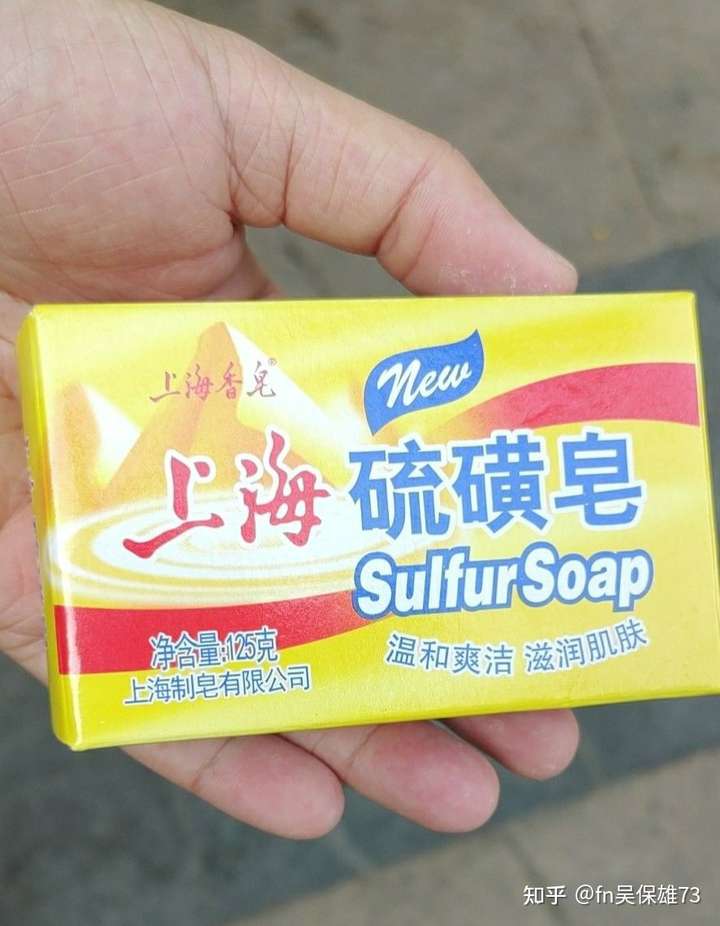 上海香皂®
New
上海 硫磺皂
SulfurSoap
净含量:125克
上海制皂有限公司
温和爽洁 滋润肌肤
知乎 @fn吴保雄73